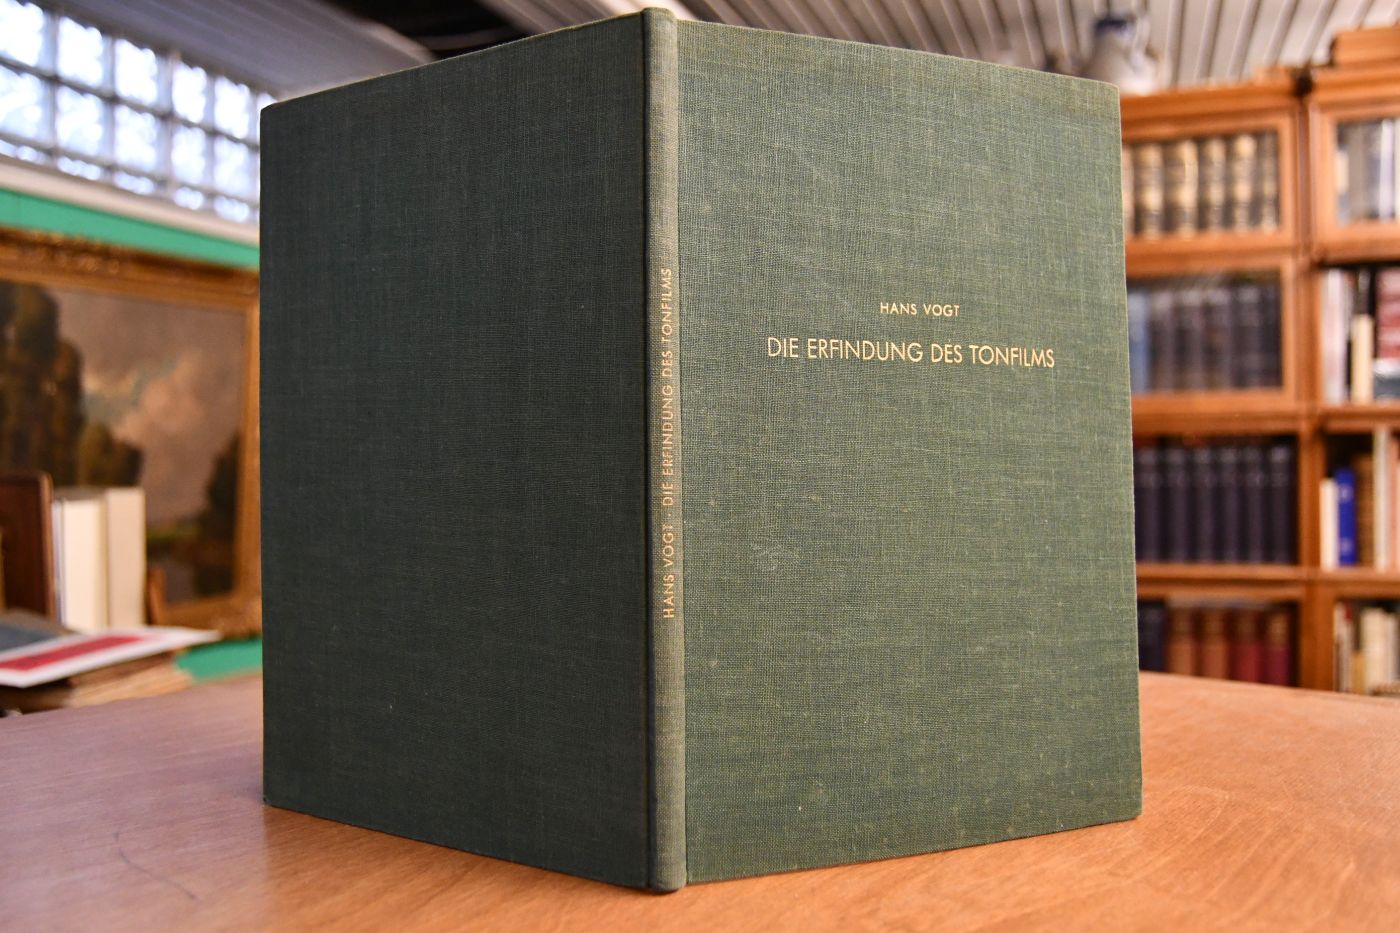 HANS VOGT · DIE ERFINDUNG DES TONFILMS
HANS VOGT
DIE ERFINDUNG DES TONFILMS